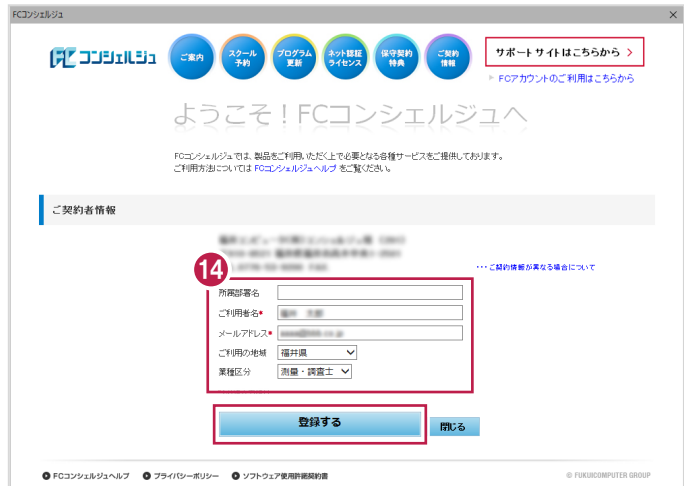 FCコンシェルジュ
×
FC コンシェルジュ
ご案内
スクール
予約
プログラム
更新
ネット認証
ライセンス
保守契約
特典
ご契約
情報
サポートサイトはこちらから >
FCアカウントのご利用はこちらから
ようこそ！FCコンシェルジュへ
FCコンシェルジュでは、製品をご利用いただく上で必要となる各種サービスをご提供しております。
ご利用方法については FCコンシェルジュヘルプ をご覧ください。
ご契約者情報
･･･ご契約情報が異なる場合について
14
所属部署名
ご利用者名*
メールアドレス*
ご利用の地域 福井県
業種区分 測量・調査士
登録する
閉じる
FCコンシェルジュヘルプ プライバシーポリシー ソフトウェア使用許諾契約書
© FUKUICOMPUTER GROUP